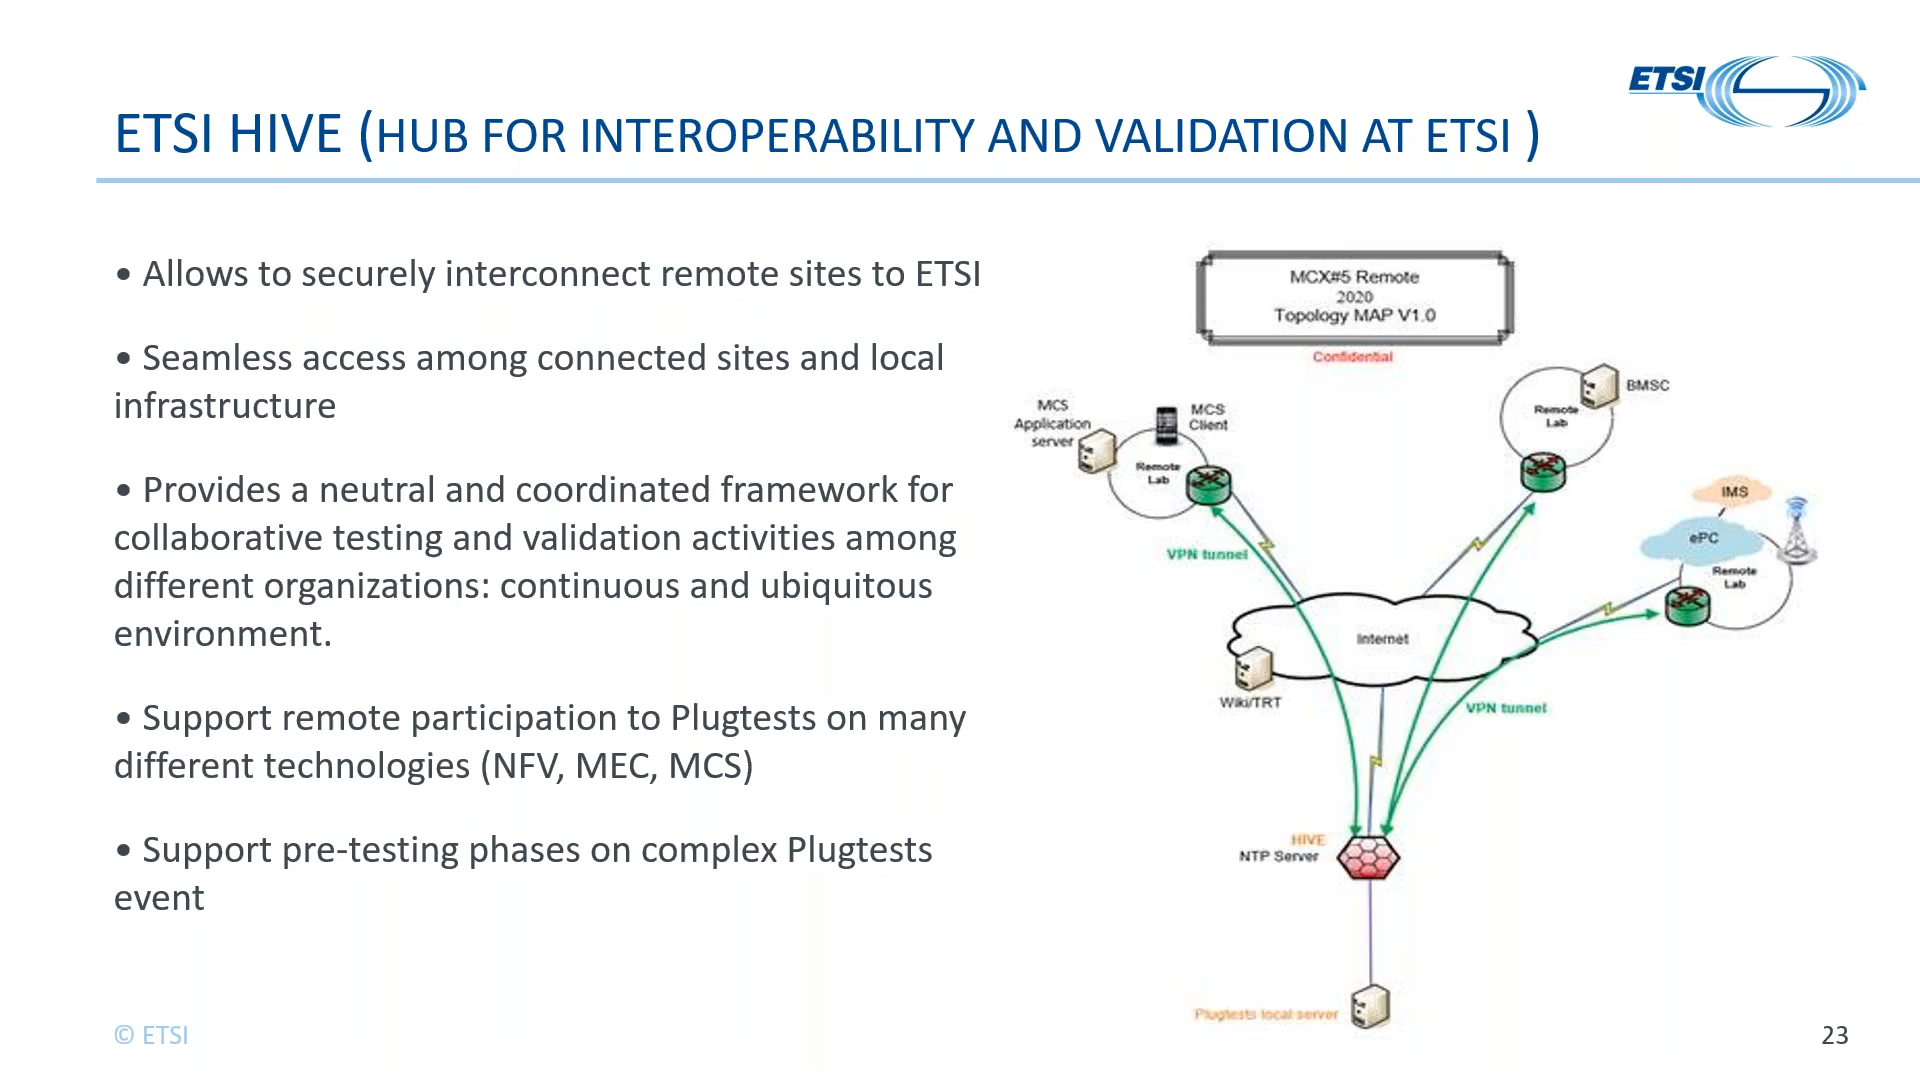 ETSI
ETSI HIVE (HUB FOR INTEROPERABILITY AND VALIDATION AT ETSI )
• Allows to securely interconnect remote sites to ETSI
• Seamless access among connected sites and local
infrastructure
• Provides a neutral and coordinated framework for
collaborative testing and validation activities among
different organizations: continuous and ubiquitous
environment.
• Support remote participation to Plugtests on many
different technologies (NFV, MEC, MCS)
• Support pre-testing phases on complex Plugtests
event
MCX#5 Remote
2020
Topology MAP V1.0
Confidential
MCS
Application
server
MCS
Client
Remote
Lab
BMSC
Remote
Lab
IMS
ePC
Remote
Lab
VPN tunnel
Internet
Wiki/TRT
VPN tunnel
HIVE
NTP Server
Plugtests local server
© ETSI
23